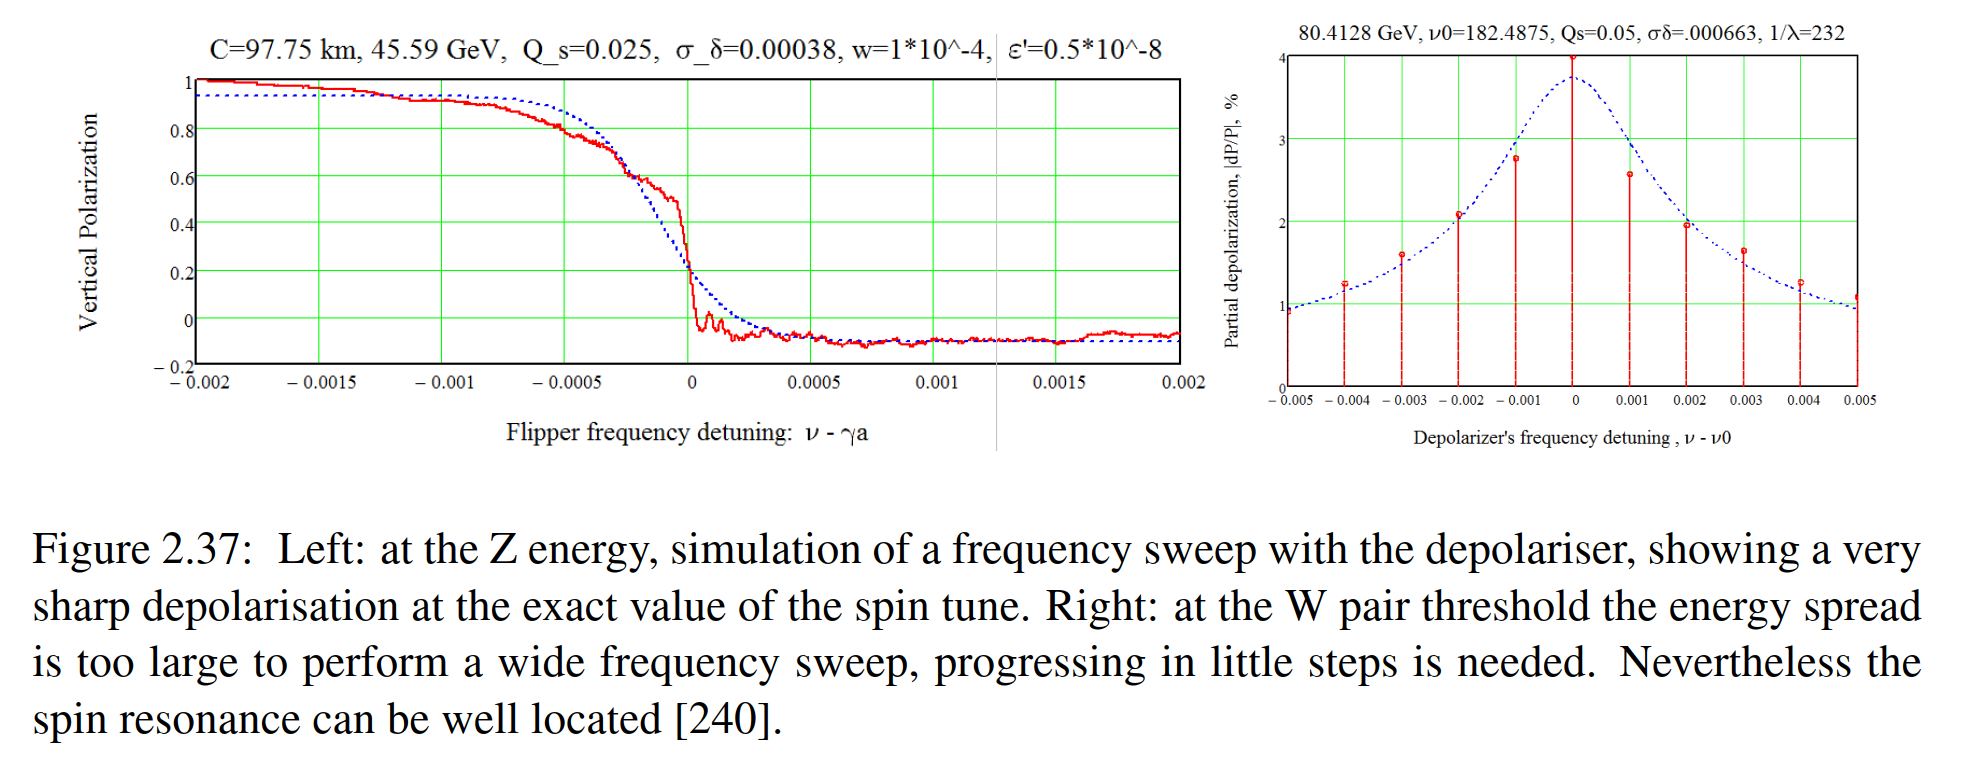 C=97.75 km, 45.59 GeV, Q_s=0.025, σ_δ=0.00038, w=1*10^-4, ε'=0.5*10^-8
Vertical Polarization
1
0.8
0.6
0.4
0.2
0
− 0.2
− 0.002 − 0.0015 − 0.001 − 0.0005 0 0.0005 0.001 0.0015 0.002
Flipper frequency detuning: ν - γa
80.4128 GeV, ν0=182.4875, Qs=0.05, σδ=.000663, 1/λ=232
Partial depolarization, |dP/P|, %
4
3
2
1
0
− 0.005 − 0.004 − 0.003 − 0.002 − 0.001 0 0.001 0.002 0.003 0.004 0.005
Depolarizer's frequency detuning , ν - ν0
Figure 2.37: Left: at the Z energy, simulation of a frequency sweep with the depolariser, showing a very
sharp depolarisation at the exact value of the spin tune. Right: at the W pair threshold the energy spread
is too large to perform a wide frequency sweep, progressing in little steps is needed. Nevertheless the
spin resonance can be well located [240].